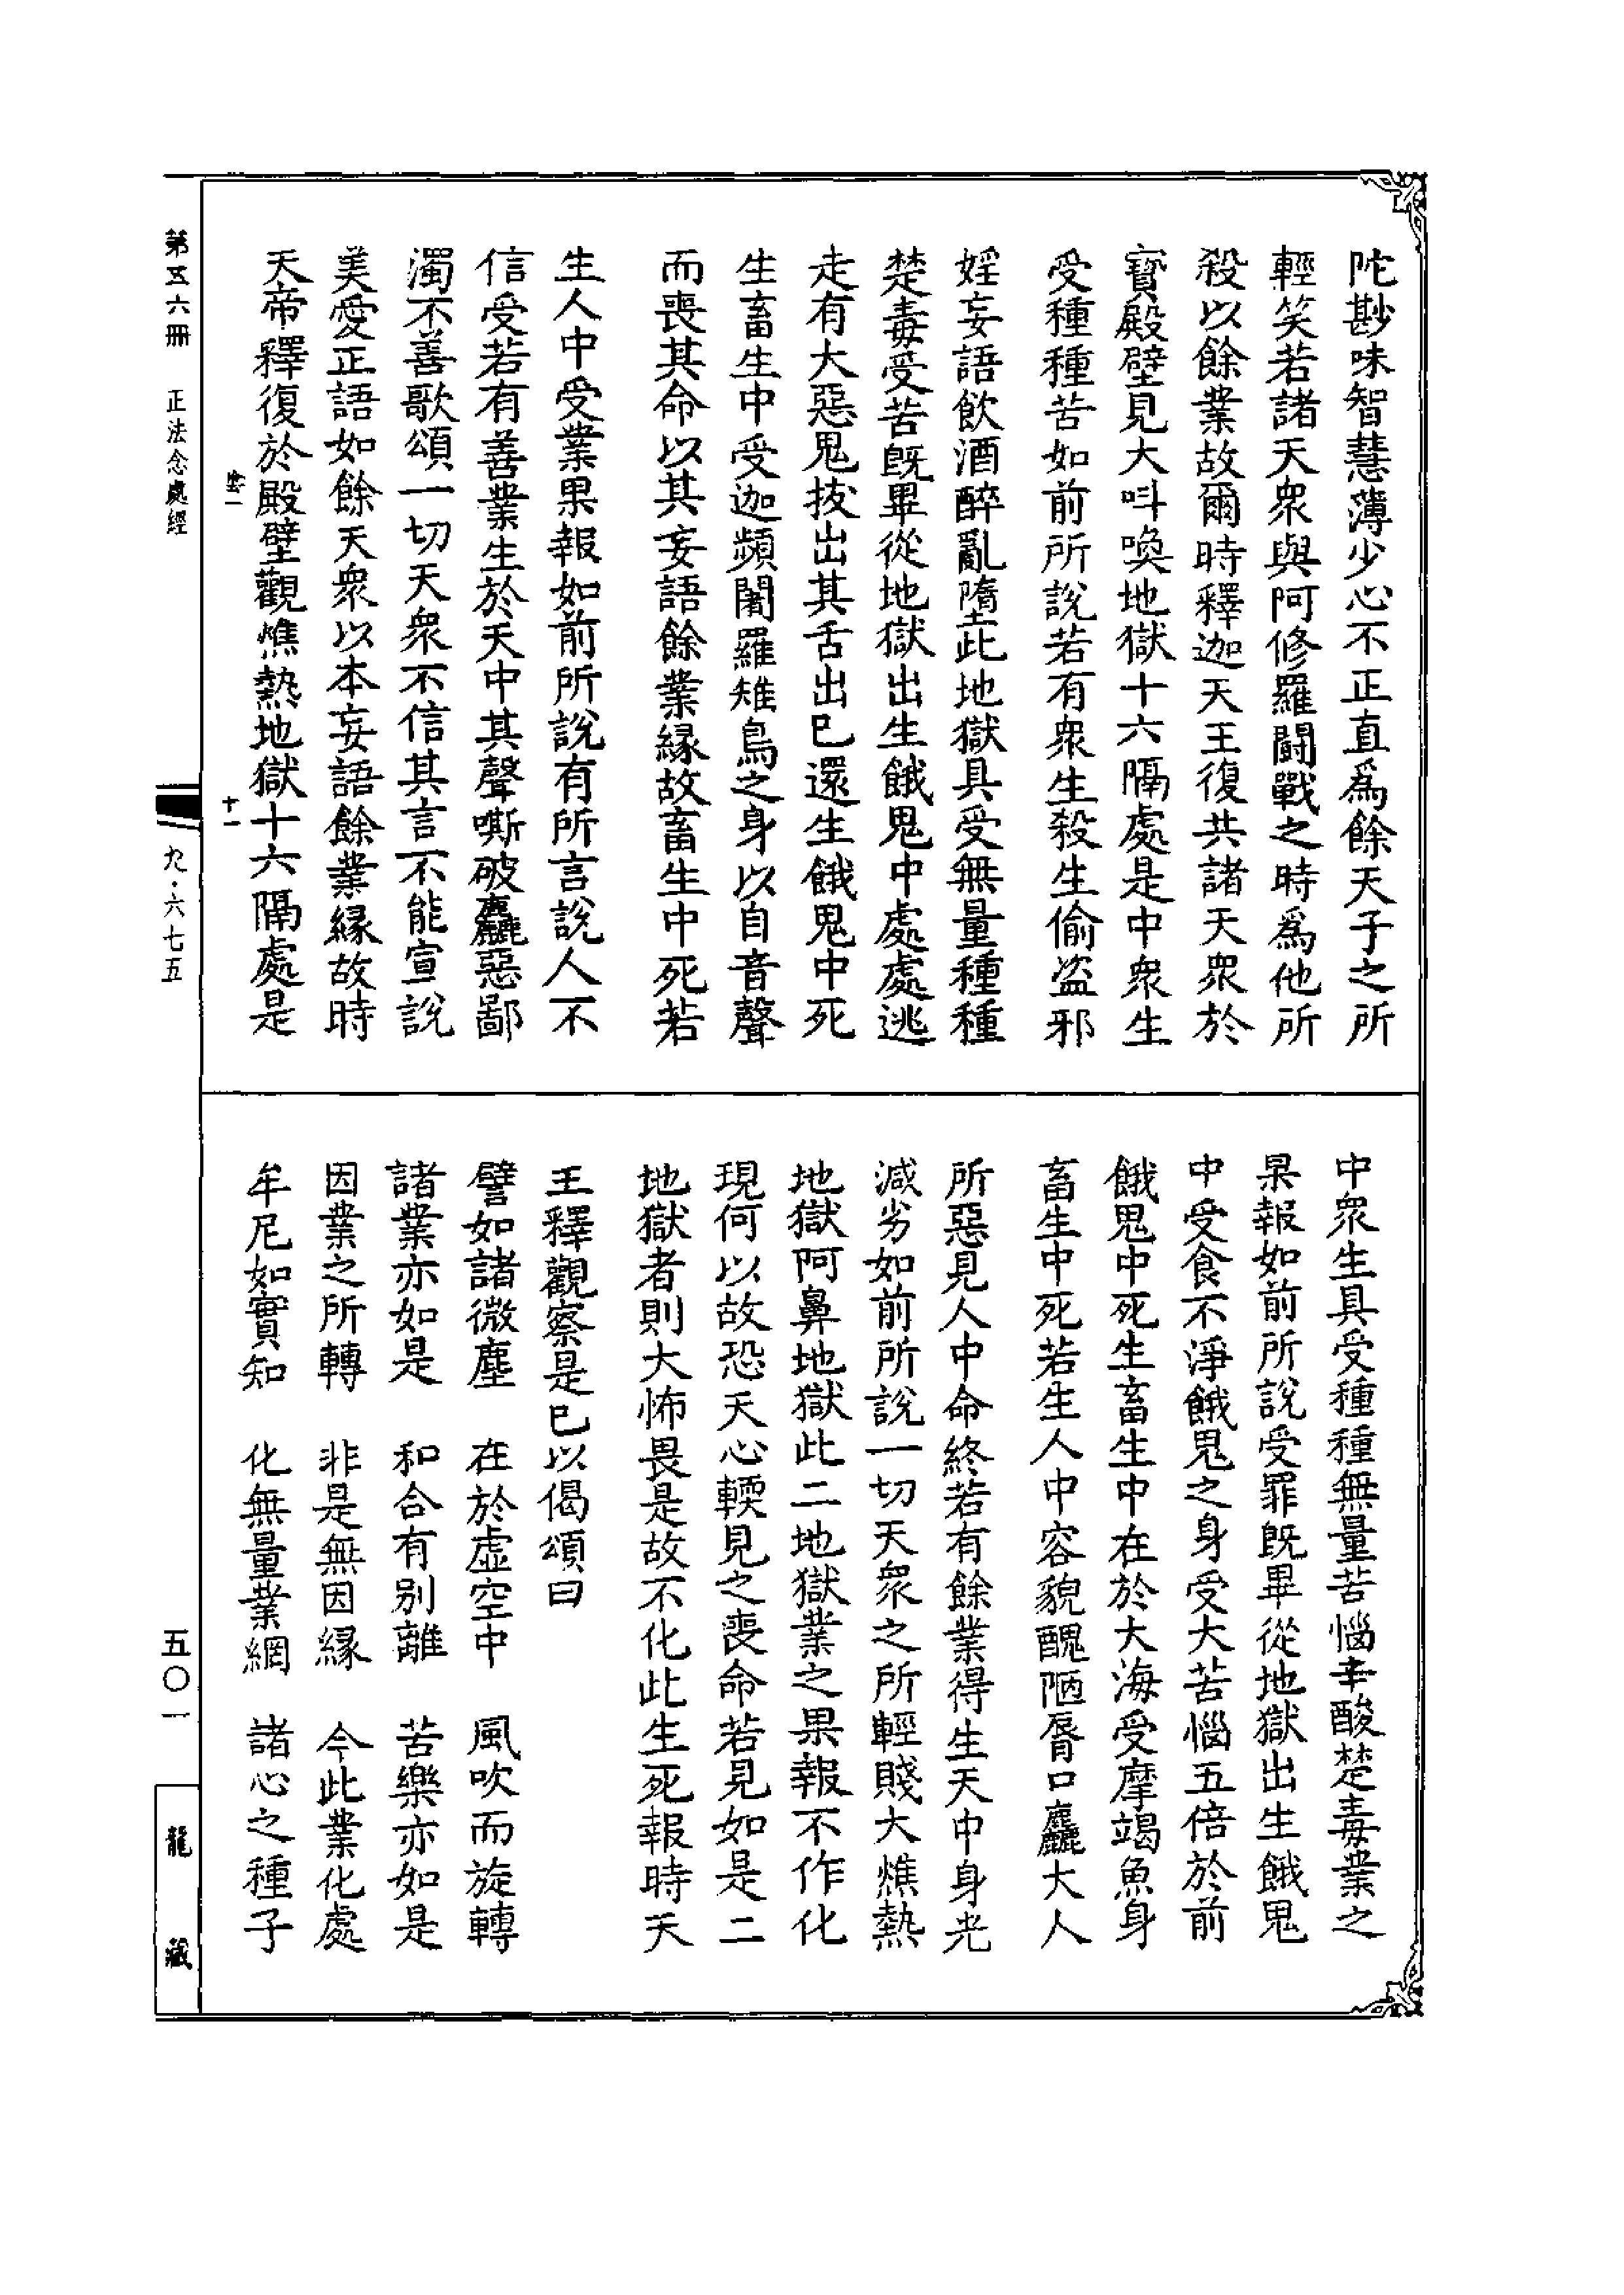 陀尠味智慧薄少心不正直為餘天子之所
輕笑若諸天衆與阿修羅鬪戰之時為他所
殺以餘業故爾時釋迦天王復共諸天衆於
寳殿壁見大呌喚地獄十六隔處是中衆生
受種種苦如前所說若有衆生殺生偷盜邪
婬妄語飲酒醉亂墮此地獄具受無量種種
楚毒受苦旣畢從地獄出生餓鬼中處處逃
走有大惡鬼拔出其舌出已還生餓鬼中死
生畜生中受迦頻闍羅雉鳥之身以自音聲
而喪其命以其妄語餘業緣故畜生中死若
生人中受業果報如前所說有所言說人不
信受若有善業生於天中其聲嘶破麤惡鄙
濁不善歌頌一切天衆不信其言不能宣說
美愛正語如餘天衆以本妄語餘業緣故時
天帝釋復於殿壁觀燋熱地獄十六隔處是
中衆生具受種種無量苦惱辛酸楚毒業之
果報如前所說受罪旣畢從地獄出生餓鬼
中受食不淨餓鬼之身受大苦惱五倍於前
餓鬼中死生畜生中在於大海受摩竭魚身
畜生中死若生人中容貌醜陋脣口麤大人
所惡見人中命終若有餘業得生天中身光
減劣如前所說一切天衆之所輕賤大燋熱
地獄阿鼻地獄此二地獄業之果報不作化
現何以故恐天心輭見之喪命若見如是二
地獄者則大怖畏是故不化此生死報時天
王釋觀察是已以偈頌曰
譬如諸微塵　在於虛空中　風吹而旋轉
諸業亦如是　和合有別離　苦樂亦如是
因業之所轉　非是無因緣　今此業化處
牟尼如實知　化無量業網　諸心之種子
第五六冊　正法念處經
十一
九·六七五
五〇一
龍藏